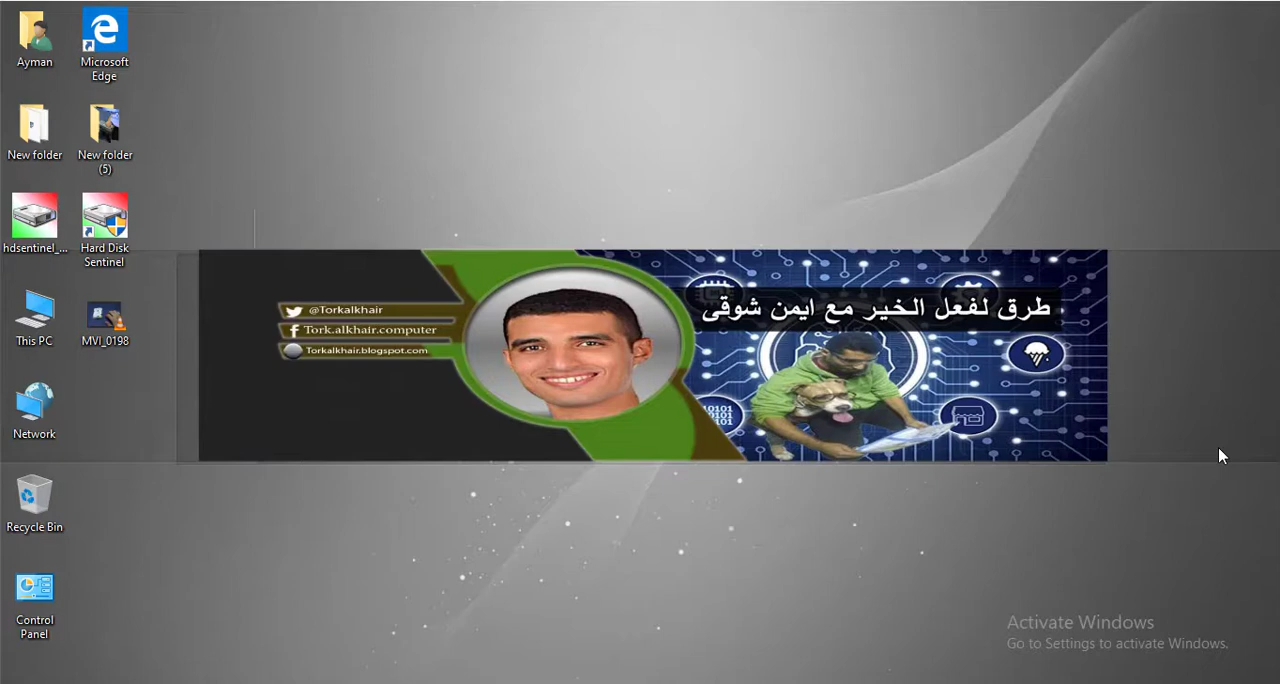 Ayman
Microsoft
Edge
New folder
New folder
(5)
hdsentinel_...
Hard Disk
Sentinel
This PC
MVI_0198
Network
Recycle Bin
Control
Panel
@Torkalkhair
Tork.alkhair.computer
Torkalkhair.blogspot.com
طرق لفعل الخير مع ايمن شوقى
10101
101
Activate Windows
Go to Settings to activate Windows.